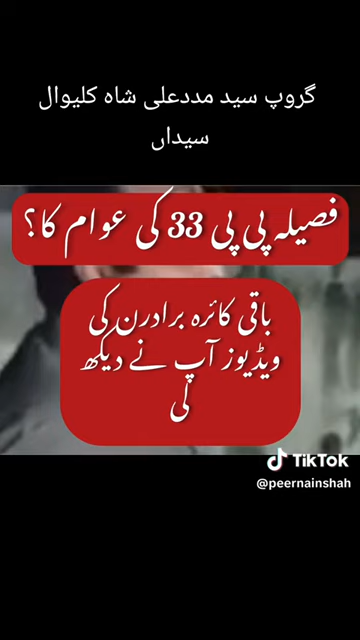 گروپ سید مددعلی شاہ کلیوال
سیداں
فصیلہ پی پی 33 کی عوام کا؟
باقی کائرہ برادرن کی
ویڈیوز آپ نے دیکھ
لی
TikTok
@peernainshah